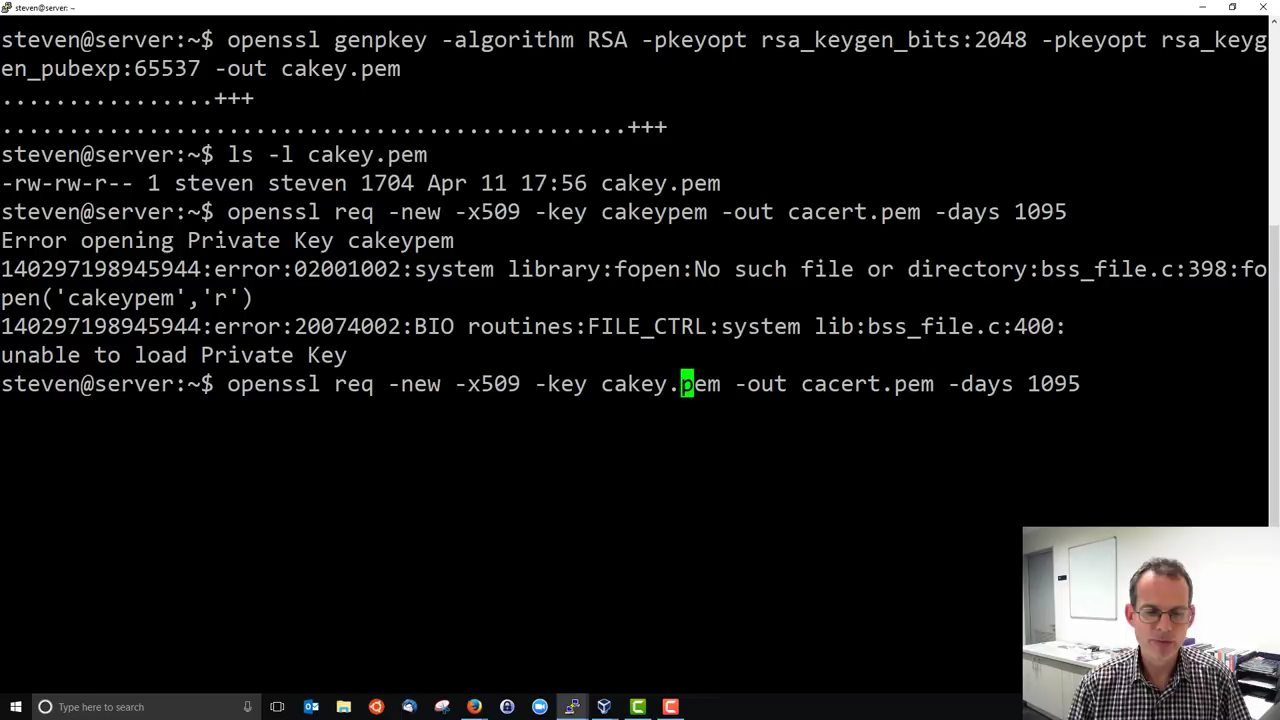 steven@server: ~
steven@server:~$ openssl genpkey -algorithm RSA -pkeyopt rsa_keygen_bits:2048 -pkeyopt rsa_keyg
en_pubexp:65537 -out cakey.pem
................+++
...............................................+++
steven@server:~$ ls -l cakey.pem
-rw-rw-r-- 1 steven steven 1704 Apr 11 17:56 cakey.pem
steven@server:~$ openssl req -new -x509 -key cakeypem -out cacert.pem -days 1095
Error opening Private Key cakeypem
140297198945944:error:02001002:system library:fopen:No such file or directory:bss_file.c:398:fo
pen('cakeypem','r')
140297198945944:error:20074002:BIO routines:FILE_CTRL:system lib:bss_file.c:400:
unable to load Private Key
steven@server:~$ openssl req -new -x509 -key cakey.pem -out cacert.pem -days 1095
Type here to search